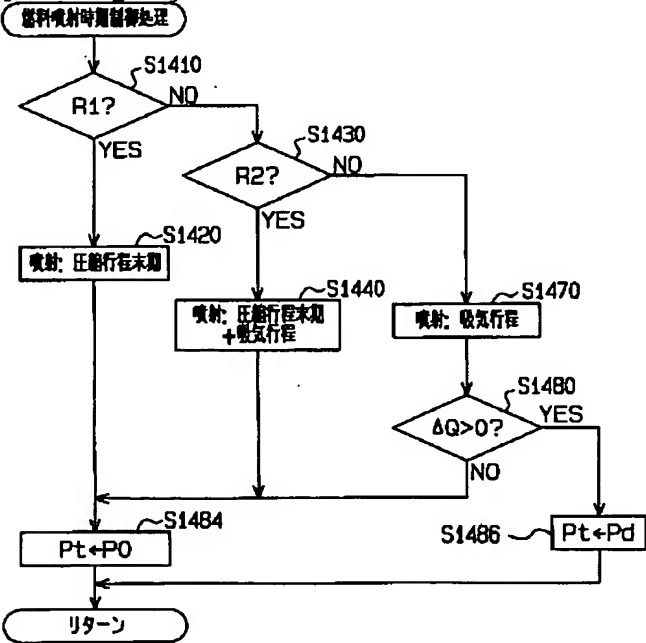 燃料噴射時期制御処理
S1410
R1?
NO
YES
S1430
R2?
NO
YES
S1420
噴射: 圧縮行程末期
S1440
噴射: 圧縮行程末期
+吸気行程
S1470
噴射: 吸気行程
S1480
ΔQ>0?
YES
NO
S1484
Pt←P0
S1486
Pt←Pd
リターン